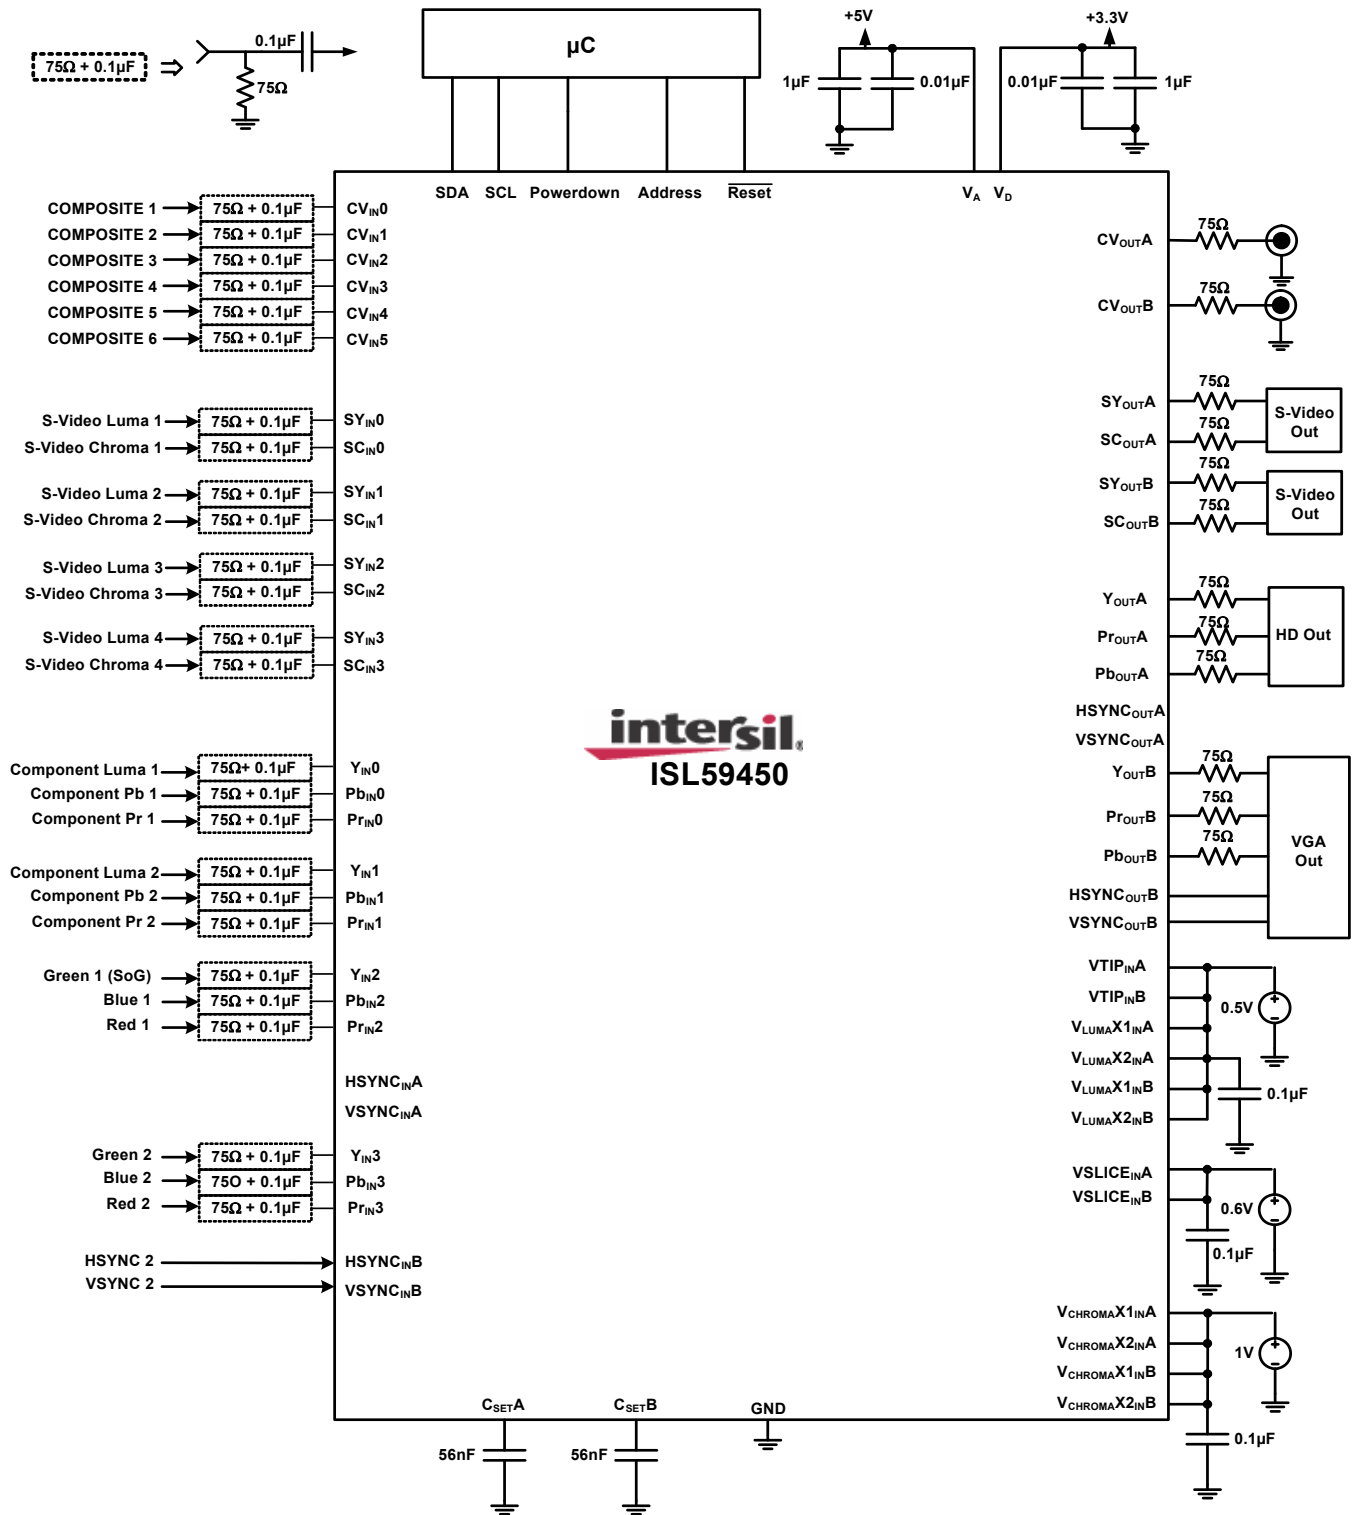 75Ω + 0.1µF
0.1µF
75Ω
µC
+5V
1µF
0.01µF
+3.3V
0.01µF
1µF
SDA SCL Powerdown Address Reset
VA VD
COMPOSITE 1 75Ω + 0.1µF CVIN0
COMPOSITE 2 75Ω + 0.1µF CVIN1
COMPOSITE 3 75Ω + 0.1µF CVIN2
COMPOSITE 4 75Ω + 0.1µF CVIN3
COMPOSITE 5 75Ω + 0.1µF CVIN4
COMPOSITE 6 75Ω + 0.1µF CVIN5
S-Video Luma 1 75Ω + 0.1µF SYIN0
S-Video Chroma 1 75Ω + 0.1µF SCIN0
S-Video Luma 2 75Ω + 0.1µF SYIN1
S-Video Chroma 2 75Ω + 0.1µF SCIN1
S-Video Luma 3 75Ω + 0.1µF SYIN2
S-Video Chroma 3 75Ω + 0.1µF SCIN2
S-Video Luma 4 75Ω + 0.1µF SYIN3
S-Video Chroma 4 75Ω + 0.1µF SCIN3
Component Luma 1 75Ω+ 0.1µF YIN0
Component Pb 1 75Ω + 0.1µF PbIN0
Component Pr 1 75Ω + 0.1µF PrIN0
Component Luma 2 75Ω + 0.1µF YIN1
Component Pb 2 75Ω + 0.1µF PbIN1
Component Pr 2 75Ω + 0.1µF PrIN1
Green 1 (SoG) 75Ω + 0.1µF YIN2
Blue 1 75Ω + 0.1µF PbIN2
Red 1 75Ω + 0.1µF PrIN2
HSYNCINA
VSYNCINA
Green 2 75Ω + 0.1µF YIN3
Blue 2 75O + 0.1µF PbIN3
Red 2 75Ω + 0.1µF PrIN3
HSYNC 2 HSYNCINB
VSYNC 2 VSYNCINB
intersil®
ISL59450
CVOUTA 75Ω
CVOUTB 75Ω
SYOUTA 75Ω
SCOUTA 75Ω
S-Video
Out
SYOUTB 75Ω
SCOUTB 75Ω
S-Video
Out
YOUTA 75Ω
PrOUTA 75Ω
PbOUTA 75Ω
HD Out
HSYNCOUTA
VSYNCOUTA
YOUTB 75Ω
PrOUTB 75Ω
PbOUTB 75Ω
HSYNCOUTB
VSYNCOUTB
VGA
Out
VTIPINA
VTIPINB
VLUMAX1INA
VLUMAX2INA
VLUMAX1INB
VLUMAX2INB
0.5V
0.1µF
VSLICEINA
VSLICEINB
0.6V
0.1µF
VCHROMAX1INA
VCHROMAX2INA
VCHROMAX1INB
VCHROMAX2INB
1V
0.1µF
CSETA
CSETB
GND
56nF
56nF